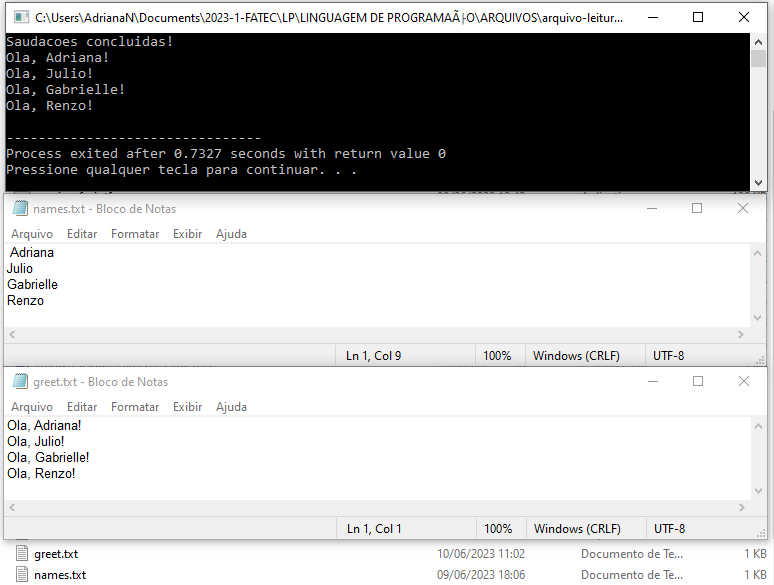 C:\Users\AdrianaN\Documents\2023-1-FATEC\LP\LINGUAGEM DE PROGRAMAÃ├O\ARQUIVOS\arquivo-leitur...
Saudacoes concluidas!
Ola, Adriana!
Ola, Julio!
Ola, Gabrielle!
Ola, Renzo!
--------------------------------
Process exited after 0.7327 seconds with return value 0
Pressione qualquer tecla para continuar. . .
names.txt - Bloco de Notas
Arquivo Editar Formatar Exibir Ajuda
Adriana
Julio
Gabrielle
Renzo
Ln 1, Col 9 100% Windows (CRLF) UTF-8
greet.txt - Bloco de Notas
Arquivo Editar Formatar Exibir Ajuda
Ola, Adriana!
Ola, Julio!
Ola, Gabrielle!
Ola, Renzo!
Ln 1, Col 1 100% Windows (CRLF) UTF-8
greet.txt 10/06/2023 11:02 Documento de Te... 1 KB
names.txt 09/06/2023 18:06 Documento de Te... 1 KB